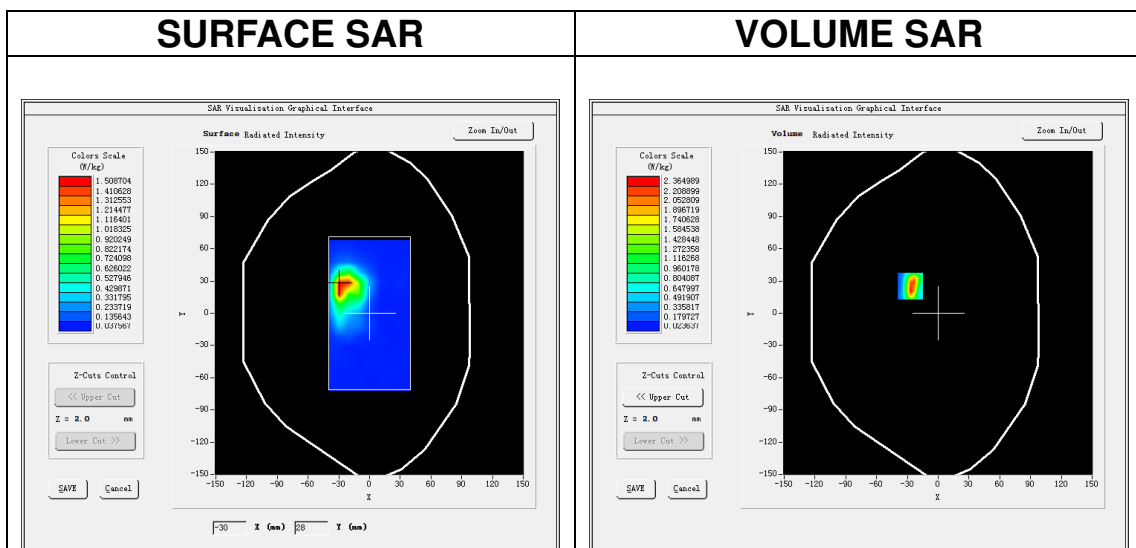 SURFACE SAR
VOLUME SAR
SAR Visualisation Graphical Interface
Surface Radiated Intensity
Zoom In/Out
Colors Scale
(W/kg)
1.508704
1.410628
1.312553
1.214477
1.116401
1.018325
0.920249
0.822174
0.724098
0.626022
0.527946
0.429871
0.331795
0.233719
0.135643
0.037567
Z-Cuts Control
<< Upper Cut
Z = 2.0 mm
Lower Cut >>
SAVE Cancel
150
120
90
60
30
0
-30
-60
-90
-120
-150
Y
-150 -120 -90 -60 -30 0 30 60 90 120 150
X
-30 X (mm) 28 Y (mm)
SAR Visualisation Graphical Interface
Volume Radiated Intensity
Zoom In/Out
Colors Scale
(W/kg)
2.364989
2.208899
2.052809
1.896719
1.740628
1.584538
1.428448
1.272358
1.116268
0.960178
0.804087
0.647997
0.491907
0.335817
0.179727
0.023637
Z-Cuts Control
<< Upper Cut
Z = 2.0 mm
Lower Cut >>
SAVE Cancel
150
120
90
60
30
0
-30
-60
-90
-120
-150
Y
-150 -120 -90 -60 -30 0 30 60 90 120 150
X